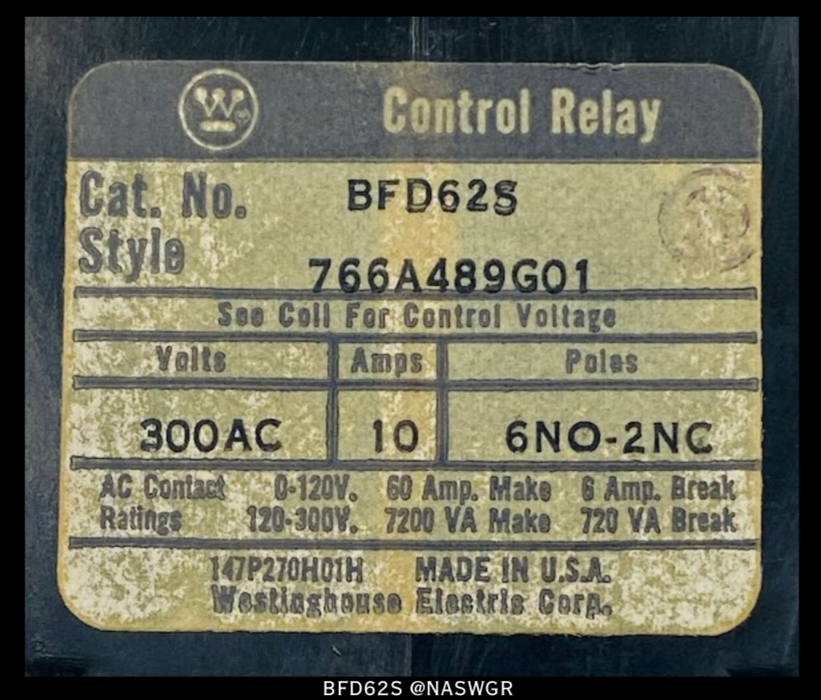 W
Control Relay
Cat. No. BFD62S
Style 766A489G01
See Coil For Control Voltage
Volts Amps Poles
300AC 10 6NO-2NC
AC Contact 0-120V. 60 Amp. Make 6 Amp. Break
Ratings 120-300V. 7200 VA Make 720 VA Break
147P270H01H MADE IN U.S.A.
Westinghouse Electric Corp.
BFD62S @NASWGR